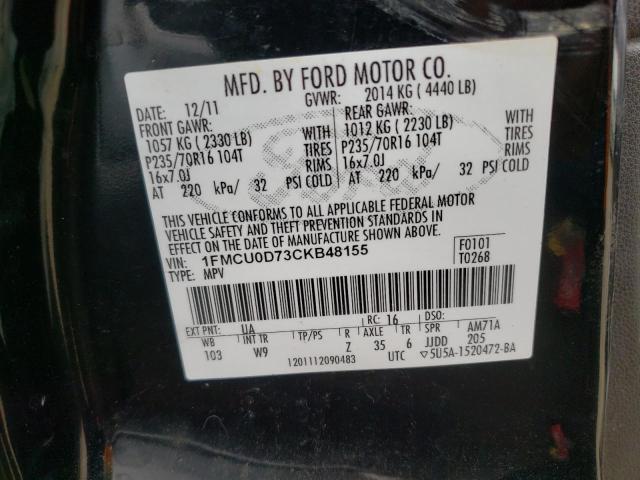 MFD. BY FORD MOTOR CO.
DATE: 12/11 GVWR: 2014 KG ( 4440 LB)
FRONT GAWR: REAR GAWR:
1057 KG ( 2330 LB) WITH 1012 KG ( 2230 LB) WITH
P235/70R16 104T TIRES P235/70R16 104T TIRES
16x7.0J RIMS 16x7.0J RIMS
AT 220 kPa/ 32 PSI COLD AT 220 kPa/ 32 PSI COLD
Ford
THIS VEHICLE CONFORMS TO ALL APPLICABLE FEDERAL MOTOR
VEHICLE SAFETY AND THEFT PREVENTION STANDARDS IN
EFFECT ON THE DATE OF MANUFACTURE SHOWN ABOVE.
VIN: 1FMCU0D73CKB48155 F0101
TYPE: MPV T0268
EXT PNT: UA RC: 16 DSO:
WB INT TR TP/PS R AXLE TR SPR AM71A
103 W9 Z 35 6 JJDD 205
1201112090483 UTC ▽5U5A-1520472-BA